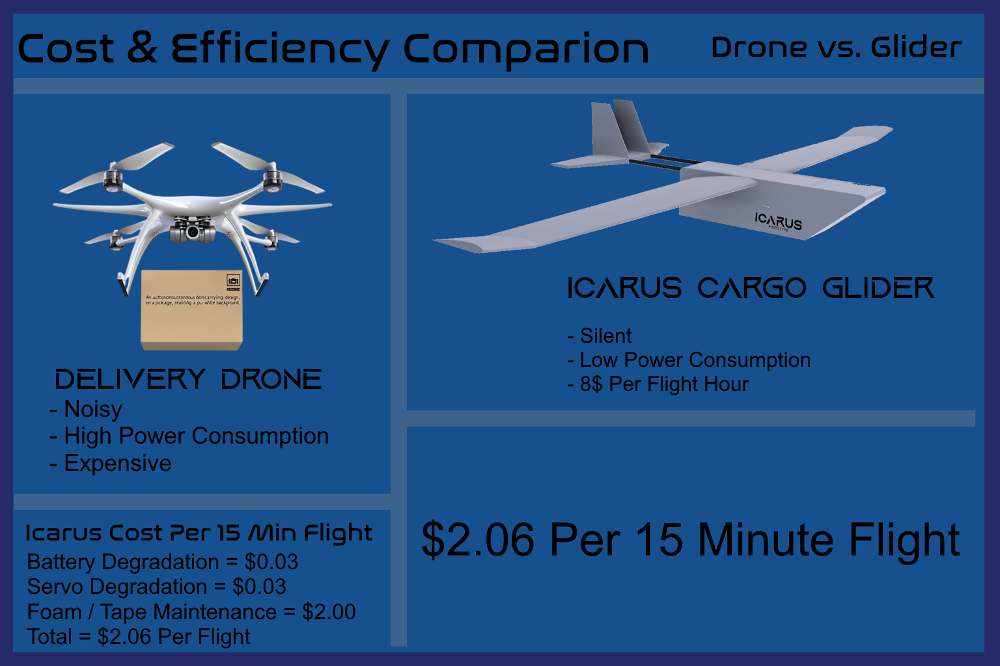 Cost & Efficiency Comparion
Drone vs. Glider
An auttonomouttonoous doncarrying design,
on a pickage, realiling a pu white background.
DELIVERY DRONE
- Noisy
- High Power Consumption
- Expensive
ICARUS
PROTOTYPE
ICARUS CARGO GLIDER
- Silent
- Low Power Consumption
- 8$ Per Flight Hour
Icarus Cost Per 15 Min Flight
Battery Degradation = $0.03
Servo Degradation = $0.03
Foam / Tape Maintenance = $2.00
Total = $2.06 Per Flight
$2.06 Per 15 Minute Flight